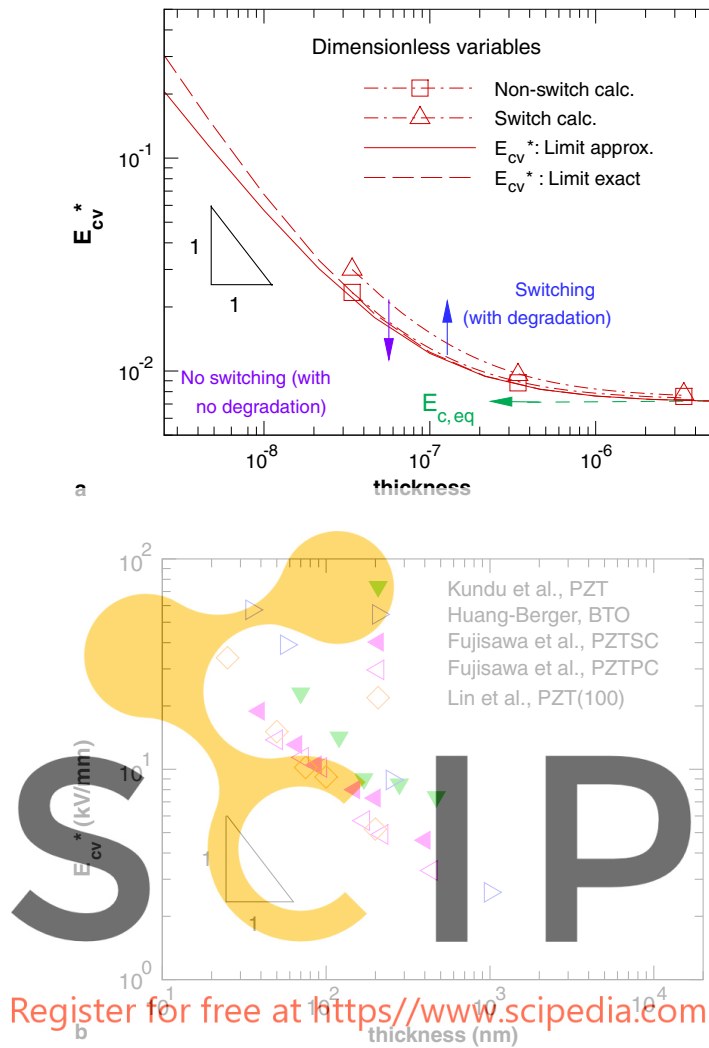 Dimensionless variables
Non-switch calc.
Switch calc.
E_cv*: Limit approx.
E_cv* : Limit exact
10^-1
E_cv*
1
1
Switching
(with degradation)
10^-2
No switching (with
no degradation)
E_c, eq
10^-8
10^-7
10^-6
a
thickness
10^2
Kundu et al., PZT
Huang-Berger, BTO
Fujisawa et al., PZTSC
Fujisawa et al., PZTPC
Lin et al., PZT(100)
10^1
E_cv* (kV/mm)
1
1
SCIP
10^0
10^1
10^2
10^3
10^4
Register for free at https//www.scipedia.com
b
thickness (nm)